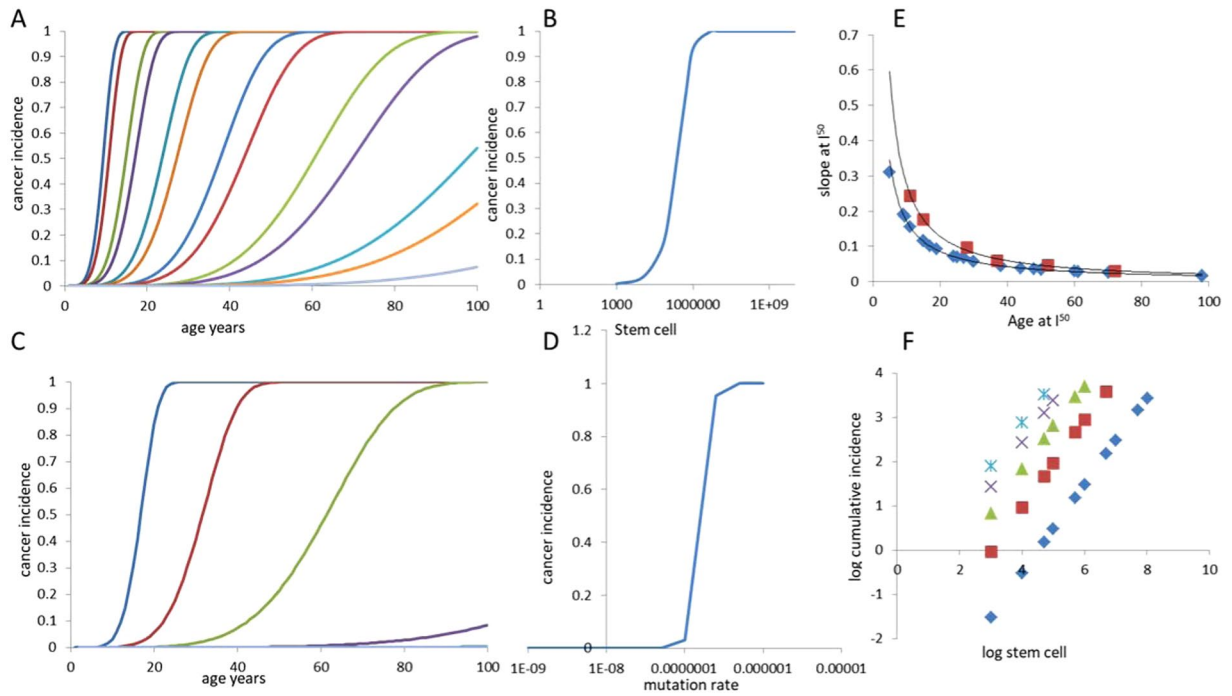 A
1
0.9
0.8
0.7
0.6
0.5
0.4
0.3
0.2
0.1
0
cancer incidence
0 20 40 60 80 100
age years
B
1
0.9
0.8
0.7
0.6
0.5
0.4
0.3
0.2
0.1
0
cancer incidence
1 1000 1000000 1E+09
Stem cell
E
0.7
0.6
0.5
0.4
0.3
0.2
0.1
0
slope at I50
0 20 40 60 80 100
Age at I50
C
1
0.9
0.8
0.7
0.6
0.5
0.4
0.3
0.2
0.1
0
cancer incidence
0 20 40 60 80 100
age years
D
1.2
1
0.8
0.6
0.4
0.2
0
cancer incidence
1E-09 1E-08 0.0000001 0.000001 0.00001
mutation rate
F
4
3
2
1
0
-1
-2
log cumulative incidence
0 2 4 6 8 10
log stem cell